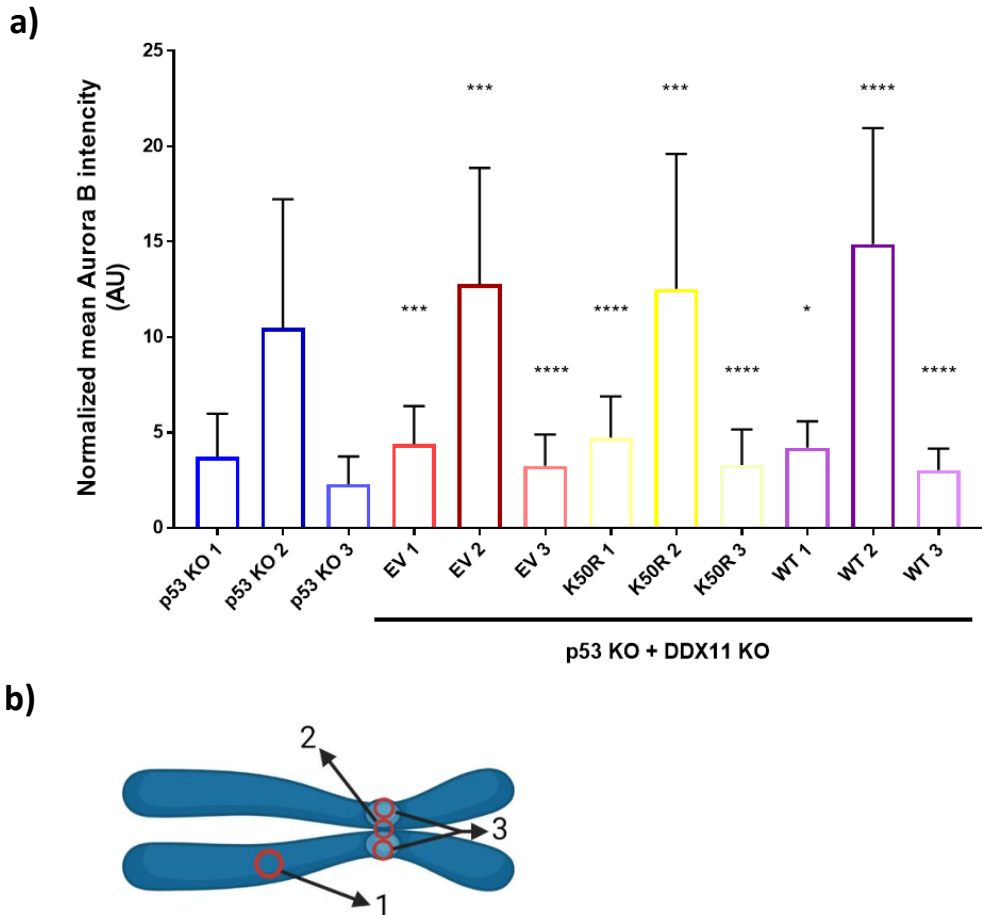 a)
Normalized mean Aurora B intencity
(AU)
25
20
15
10
5
0
***
***
****
****
***
****
*
****
****
p53 KO 1
p53 KO 2
p53 KO 3
EV 1
EV 2
EV 3
K50R 1
K50R 2
K50R 3
WT 1
WT 2
WT 3
p53 KO + DDX11 KO
b)
2
3
1